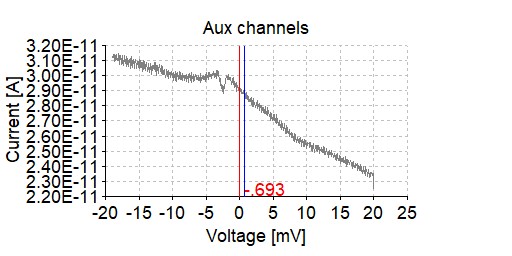 Aux channels
3.20E-11
3.10E-11
3.00E-11
2.90E-11
2.80E-11
2.70E-11
2.60E-11
2.50E-11
2.40E-11
2.30E-11
2.20E-11
Current [A]
-.693
-20 -15 -10 -5 0 5 10 15 20 25
Voltage [mV]